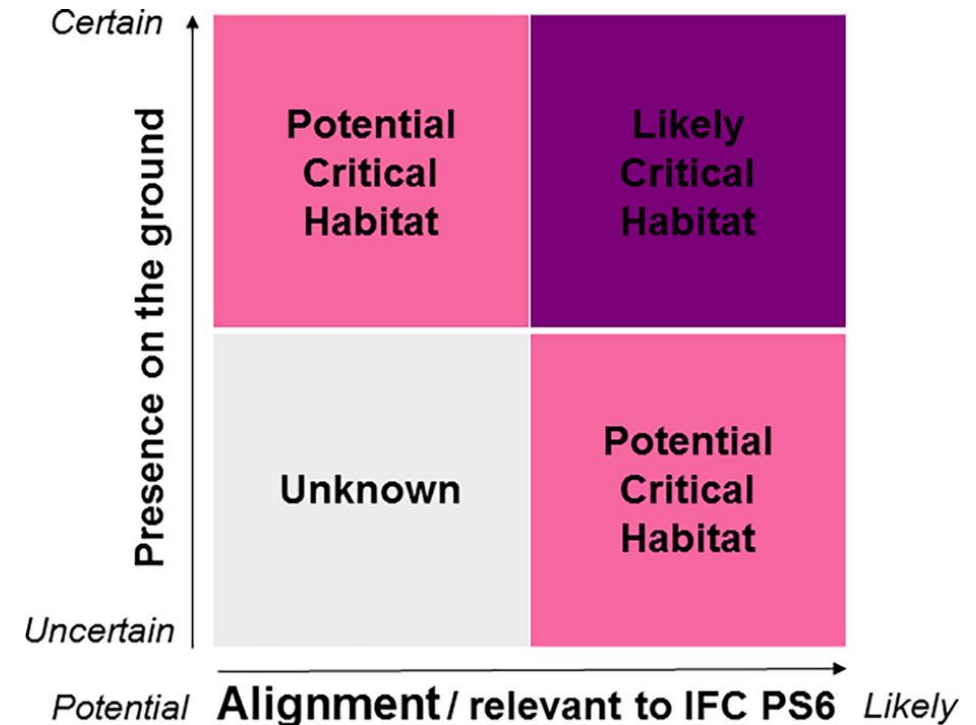 Certain
Presence on the ground
Potential
Critical
Habitat
Likely
Critical
Habitat
Unknown
Potential
Critical
Habitat
Uncertain
Potential Alignment / relevant to IFC PS6 Likely